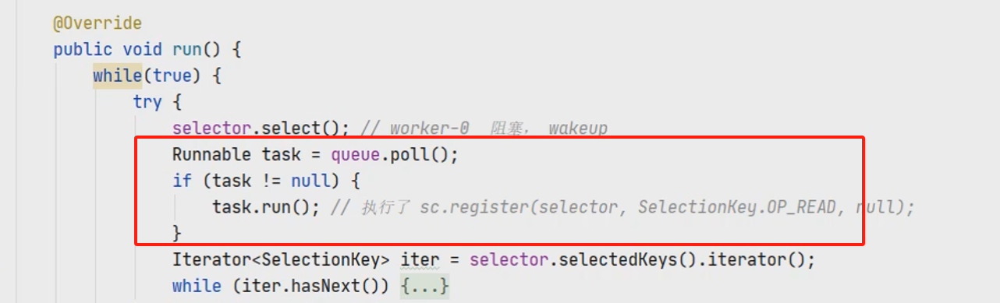 @Override
public void run() {
while(true) {
try {
selector.select(); // worker-0 阻塞, wakeup
Runnable task = queue.poll();
if (task != null) {
task.run(); // 执行了 sc.register(selector, SelectionKey.OP_READ, null);
}
Iterator<SelectionKey> iter = selector.selectedKeys().iterator();
while (iter.hasNext()) {...}